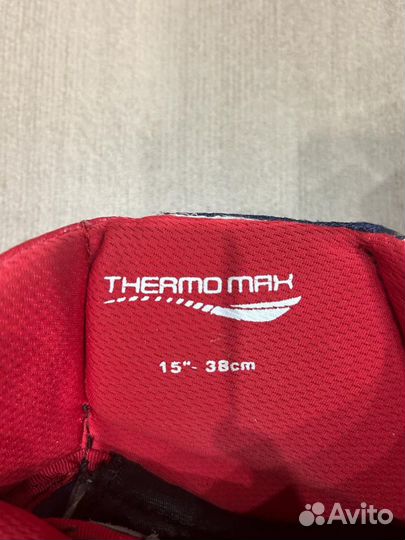 THERMO MAX
15"- 38cm
Avito